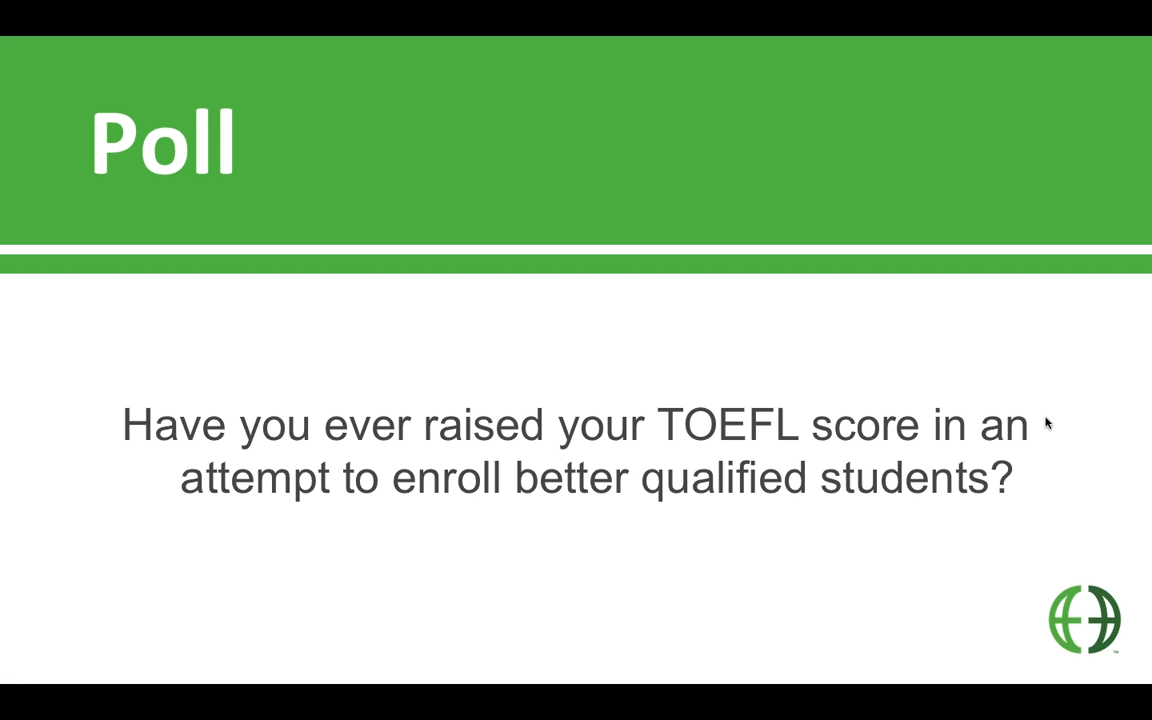 Poll
Have you ever raised your TOEFL score in an
attempt to enroll better qualified students?